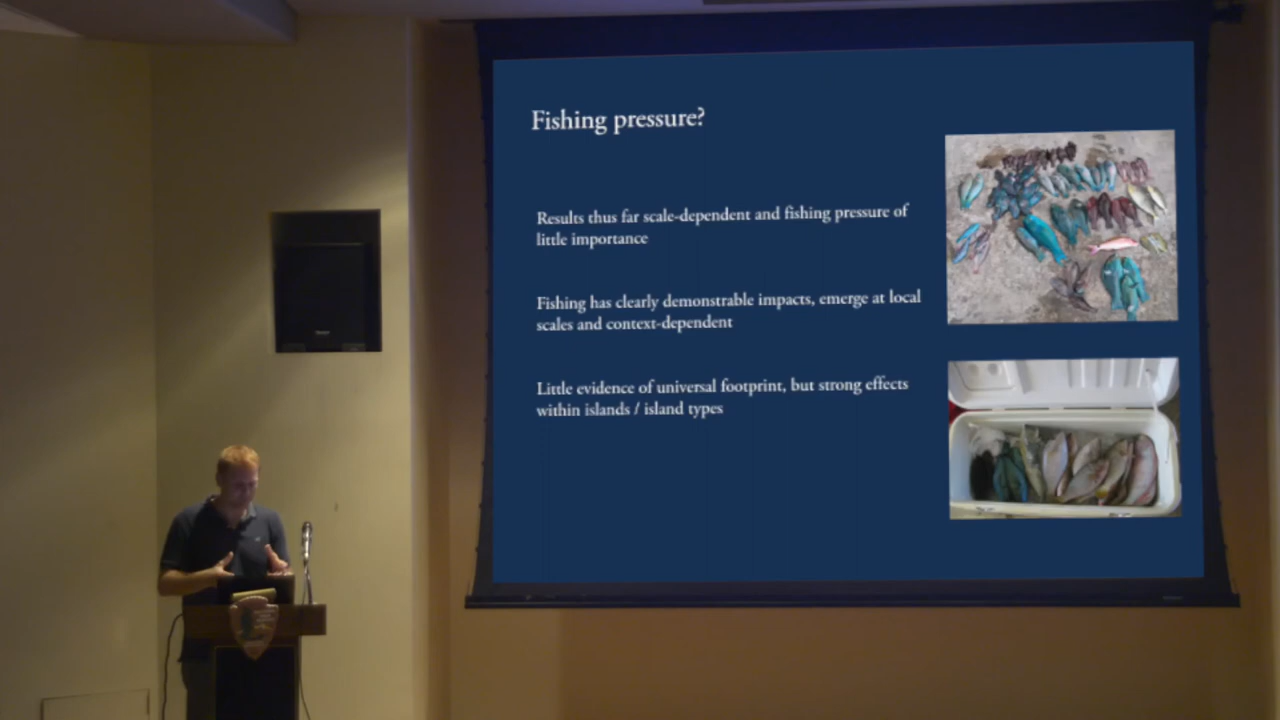 Fishing pressure?
Results thus far scale-dependent and fishing pressure of
little importance
Fishing has clearly demonstrable impacts, emerge at local
scales and context-dependent
Little evidence of universal footprint, but strong effects
within islands / island types